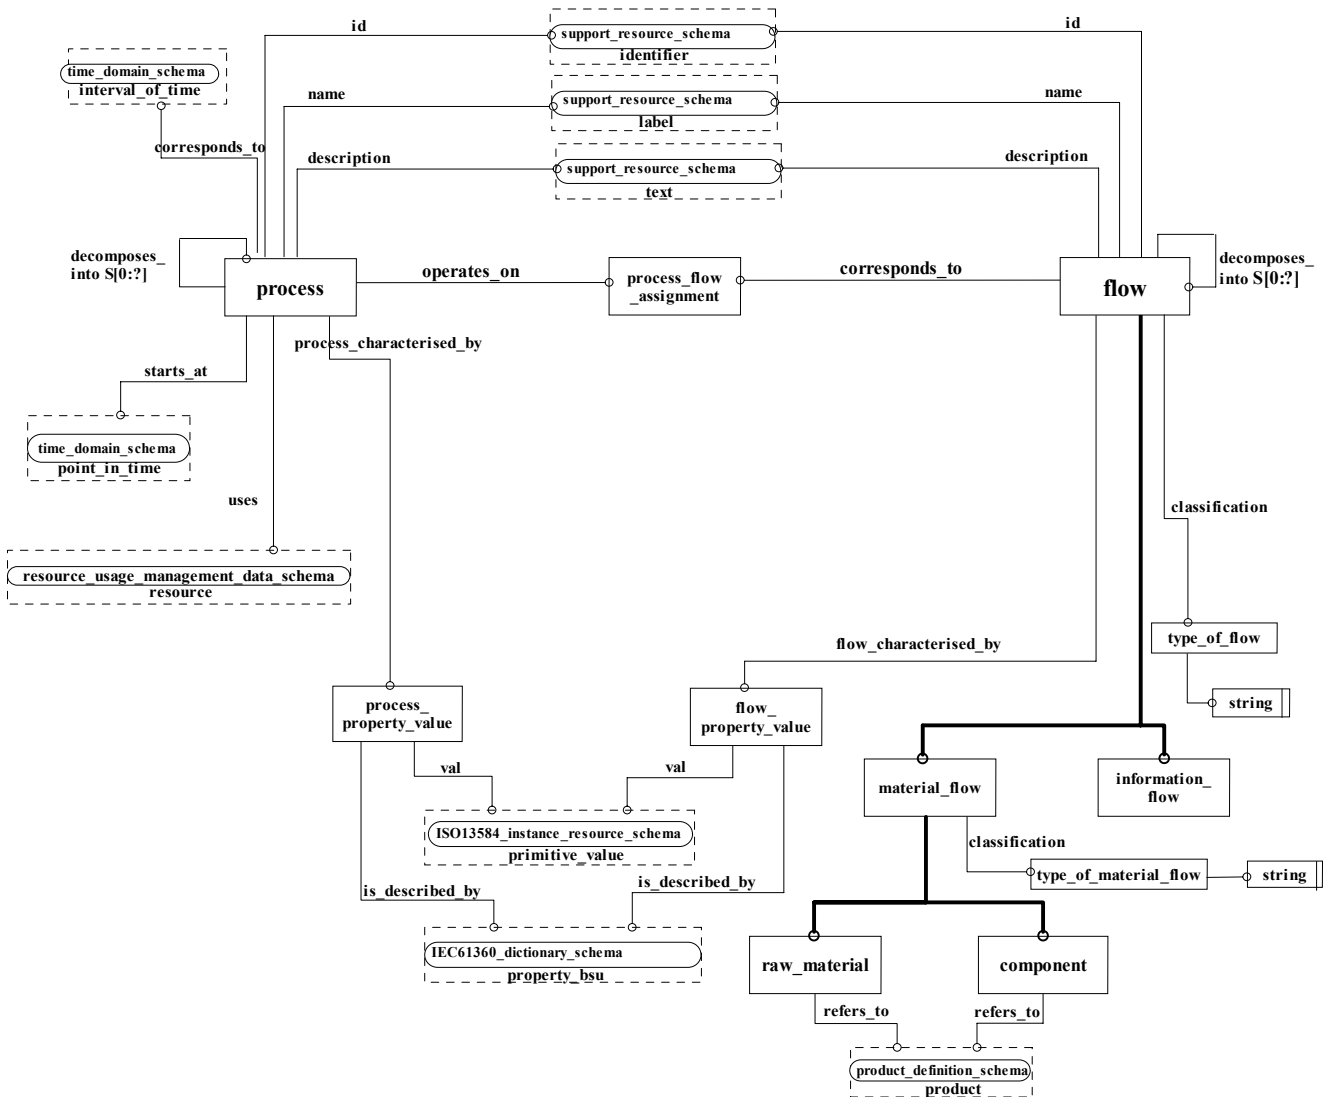 id
support_resource_schema
identifier
id
time_domain_schema
interval_of_time
name
support_resource_schema
label
name
corresponds_to
description
support_resource_schema
text
description
decomposes_
into S[0:?]
process
operates_on
process_flow
_assignment
corresponds_to
flow
decomposes_
into S[0:?]
process_characterised_by
starts_at
time_domain_schema
point_in_time
uses
classification
resource_usage_management_data_schema
resource
flow_characterised_by
type_of_flow
string
process_
property_value
flow_
property_value
val
val
material_flow
information_
flow
ISO13584_instance_resource_schema
primitive_value
classification
type_of_material_flow
string
is_described_by
is_described_by
IEC61360_dictionary_schema
property_bsu
raw_material
component
refers_to
refers_to
product_definition_schema
product